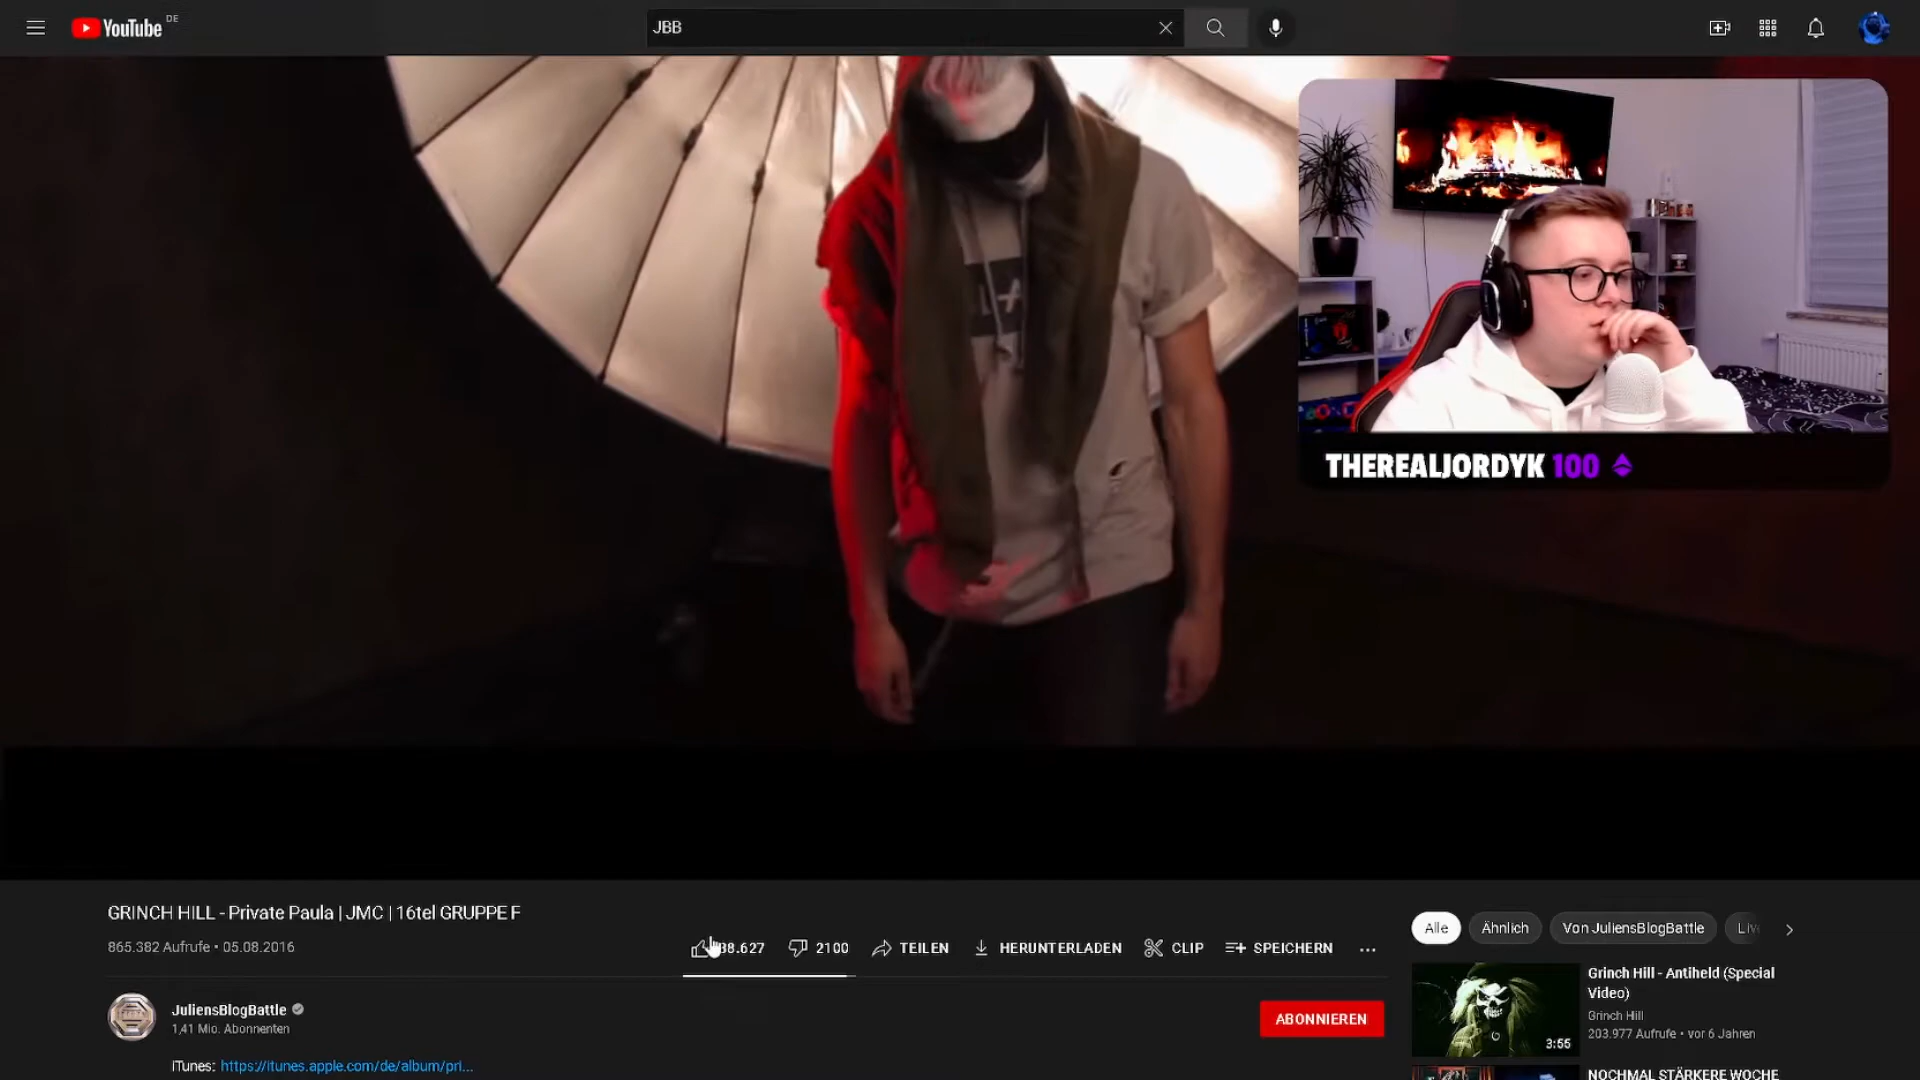 YouTube DE
JBB
THEREALJORDYK 100
GRINCH HILL - Private Paula | JMC | 16tel GRUPPE F
865.382 Aufrufe • 05.08.2016
38.627
2100
TEILEN
HERUNTERLADEN
CLIP
SPEICHERN
JuliensBlogBattle
1,41 Mio. Abonnenten
ABONNIEREN
iTunes: https://itunes.apple.com/de/album/pri...
Alle
Ähnlich
Von JuliensBlogBattle
Liv
Grinch Hill - Antiheld (Special
Video)
Grinch Hill
203.977 Aufrufe • vor 6 Jahren
3:55
NOCHMAL STÄRKERE WOCHE